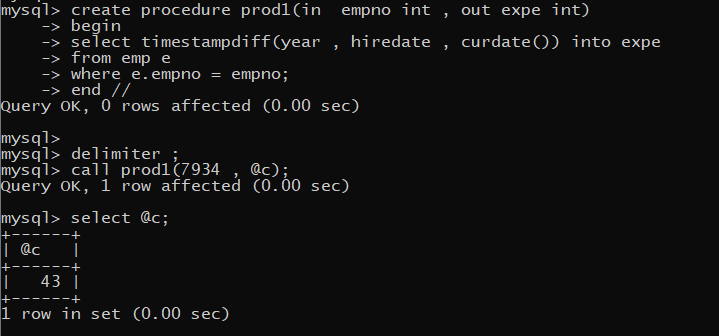 mysql> create procedure prod1(in  empno int , out expe int)
    -> begin
    -> select timestampdiff(year , hiredate , curdate()) into expe
    -> from emp e
    -> where e.empno = empno;
    -> end //
Query OK, 0 rows affected (0.00 sec)
mysql>
mysql> delimiter ;
mysql> call prod1(7934 , @c);
Query OK, 1 row affected (0.00 sec)
mysql> select @c;
+------+
| @c   |
+------+
|   43 |
+------+
1 row in set (0.00 sec)